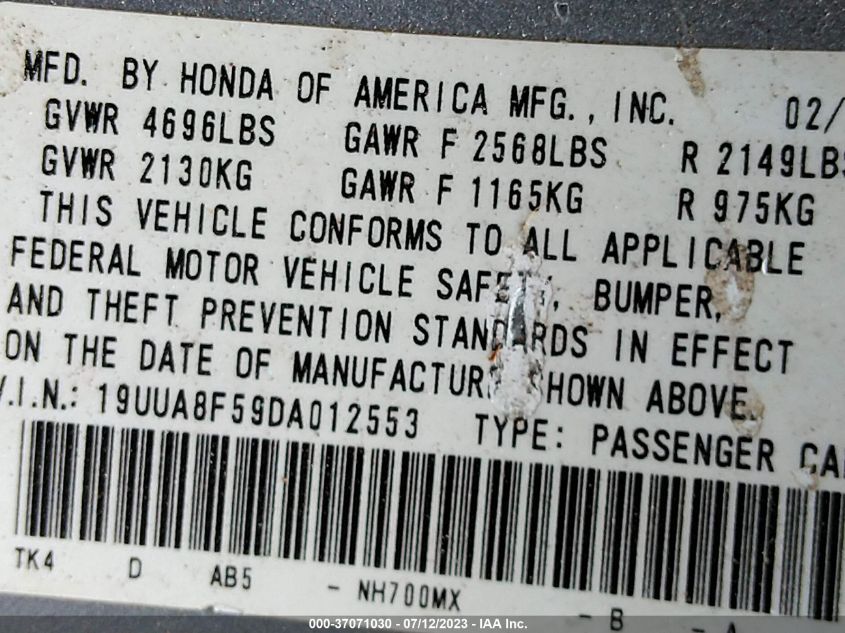 MFD. BY HONDA OF AMERICA MFG., INC. 02/
GVWR 4696LBS GAWR F 2568LBS R 2149LBS
GVWR 2130KG GAWR F 1165KG R 975KG
THIS VEHICLE CONFORMS TO ALL APPLICABLE
FEDERAL MOTOR VEHICLE SAFETY, BUMPER,
AND THEFT PREVENTION STANDARDS IN EFFECT
ON THE DATE OF MANUFACTURE SHOWN ABOVE.
V.I.N.: 19UUA8F59DA012553 TYPE: PASSENGER CA
TK4 D AB5 - NH700MX - B - A
000-37071030 - 07/12/2023 - IAA Inc.